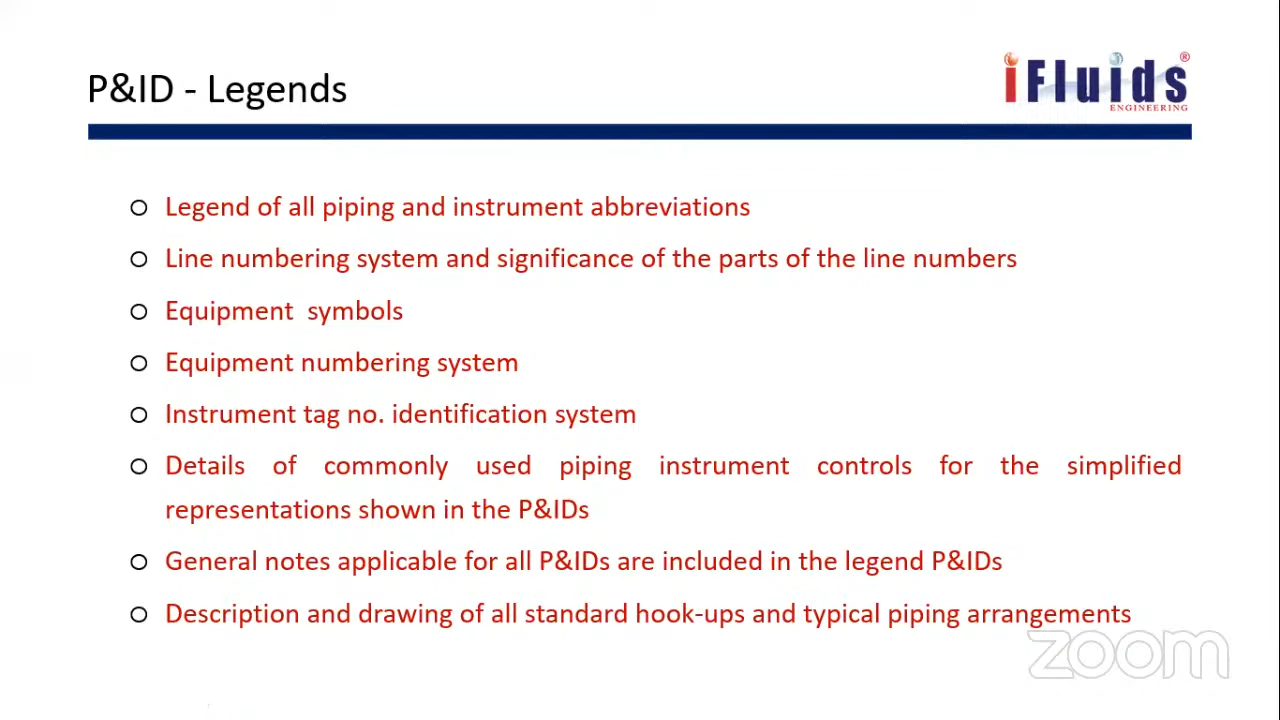 P&ID - Legends
iFluids®
ENGINEERING
Legend of all piping and instrument abbreviations
Line numbering system and significance of the parts of the line numbers
Equipment symbols
Equipment numbering system
Instrument tag no. identification system
Details of commonly used piping instrument controls for the simplified
representations shown in the P&IDs
General notes applicable for all P&IDs are included in the legend P&IDs
Description and drawing of all standard hook-ups and typical piping arrangements
zoom